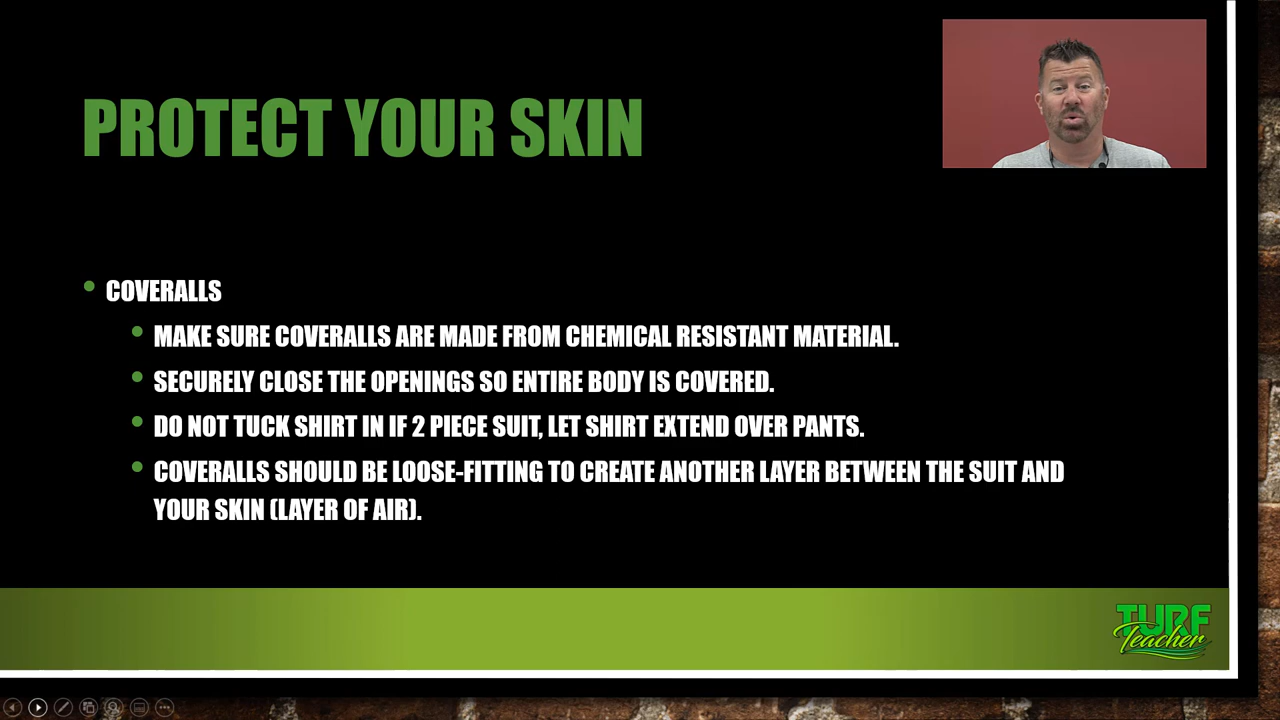 PROTECT YOUR SKIN
COVERALLS
MAKE SURE COVERALLS ARE MADE FROM CHEMICAL RESISTANT MATERIAL.
SECURELY CLOSE THE OPENINGS SO ENTIRE BODY IS COVERED.
DO NOT TUCK SHIRT IN IF 2 PIECE SUIT, LET SHIRT EXTEND OVER PANTS.
COVERALLS SHOULD BE LOOSE-FITTING TO CREATE ANOTHER LAYER BETWEEN THE SUIT AND
YOUR SKIN (LAYER OF AIR).
TURF
Teacher